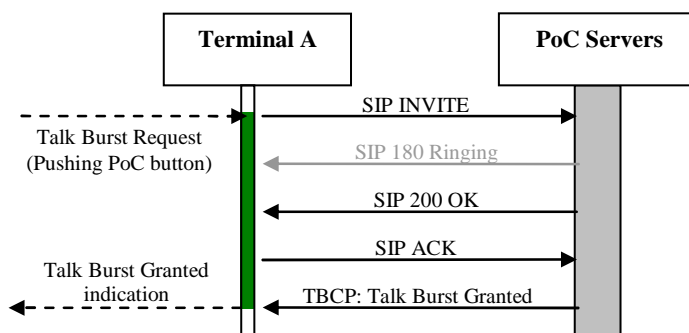 Terminal A
PoC Servers
SIP INVITE
Talk Burst Request
(Pushing PoC button)
SIP 180 Ringing
SIP 200 OK
SIP ACK
Talk Burst Granted
indication
TBCP: Talk Burst Granted